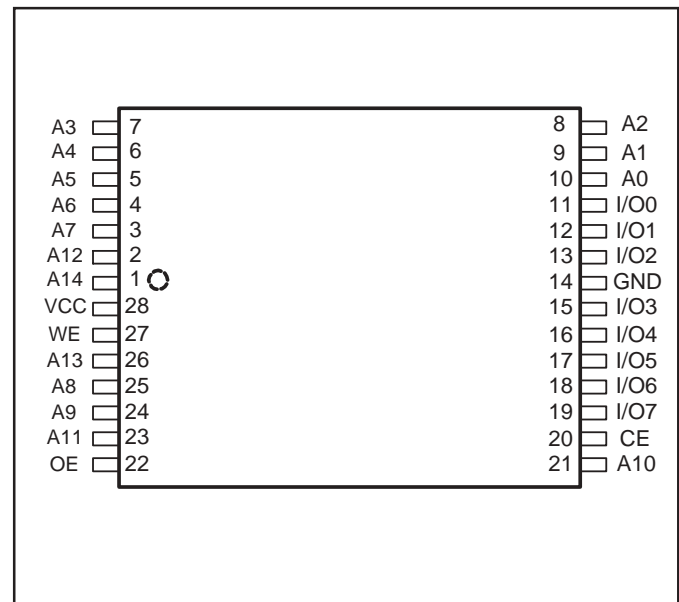 A3 7 8 A2
A4 6 9 A1
A5 5 10 A0
A6 4 11 I/O0
A7 3 12 I/O1
A12 2 13 I/O2
A14 1 14 GND
VCC 28 15 I/O3
WE 27 16 I/O4
A13 26 17 I/O5
A8 25 18 I/O6
A9 24 19 I/O7
A11 23 20 CE
OE 22 21 A10